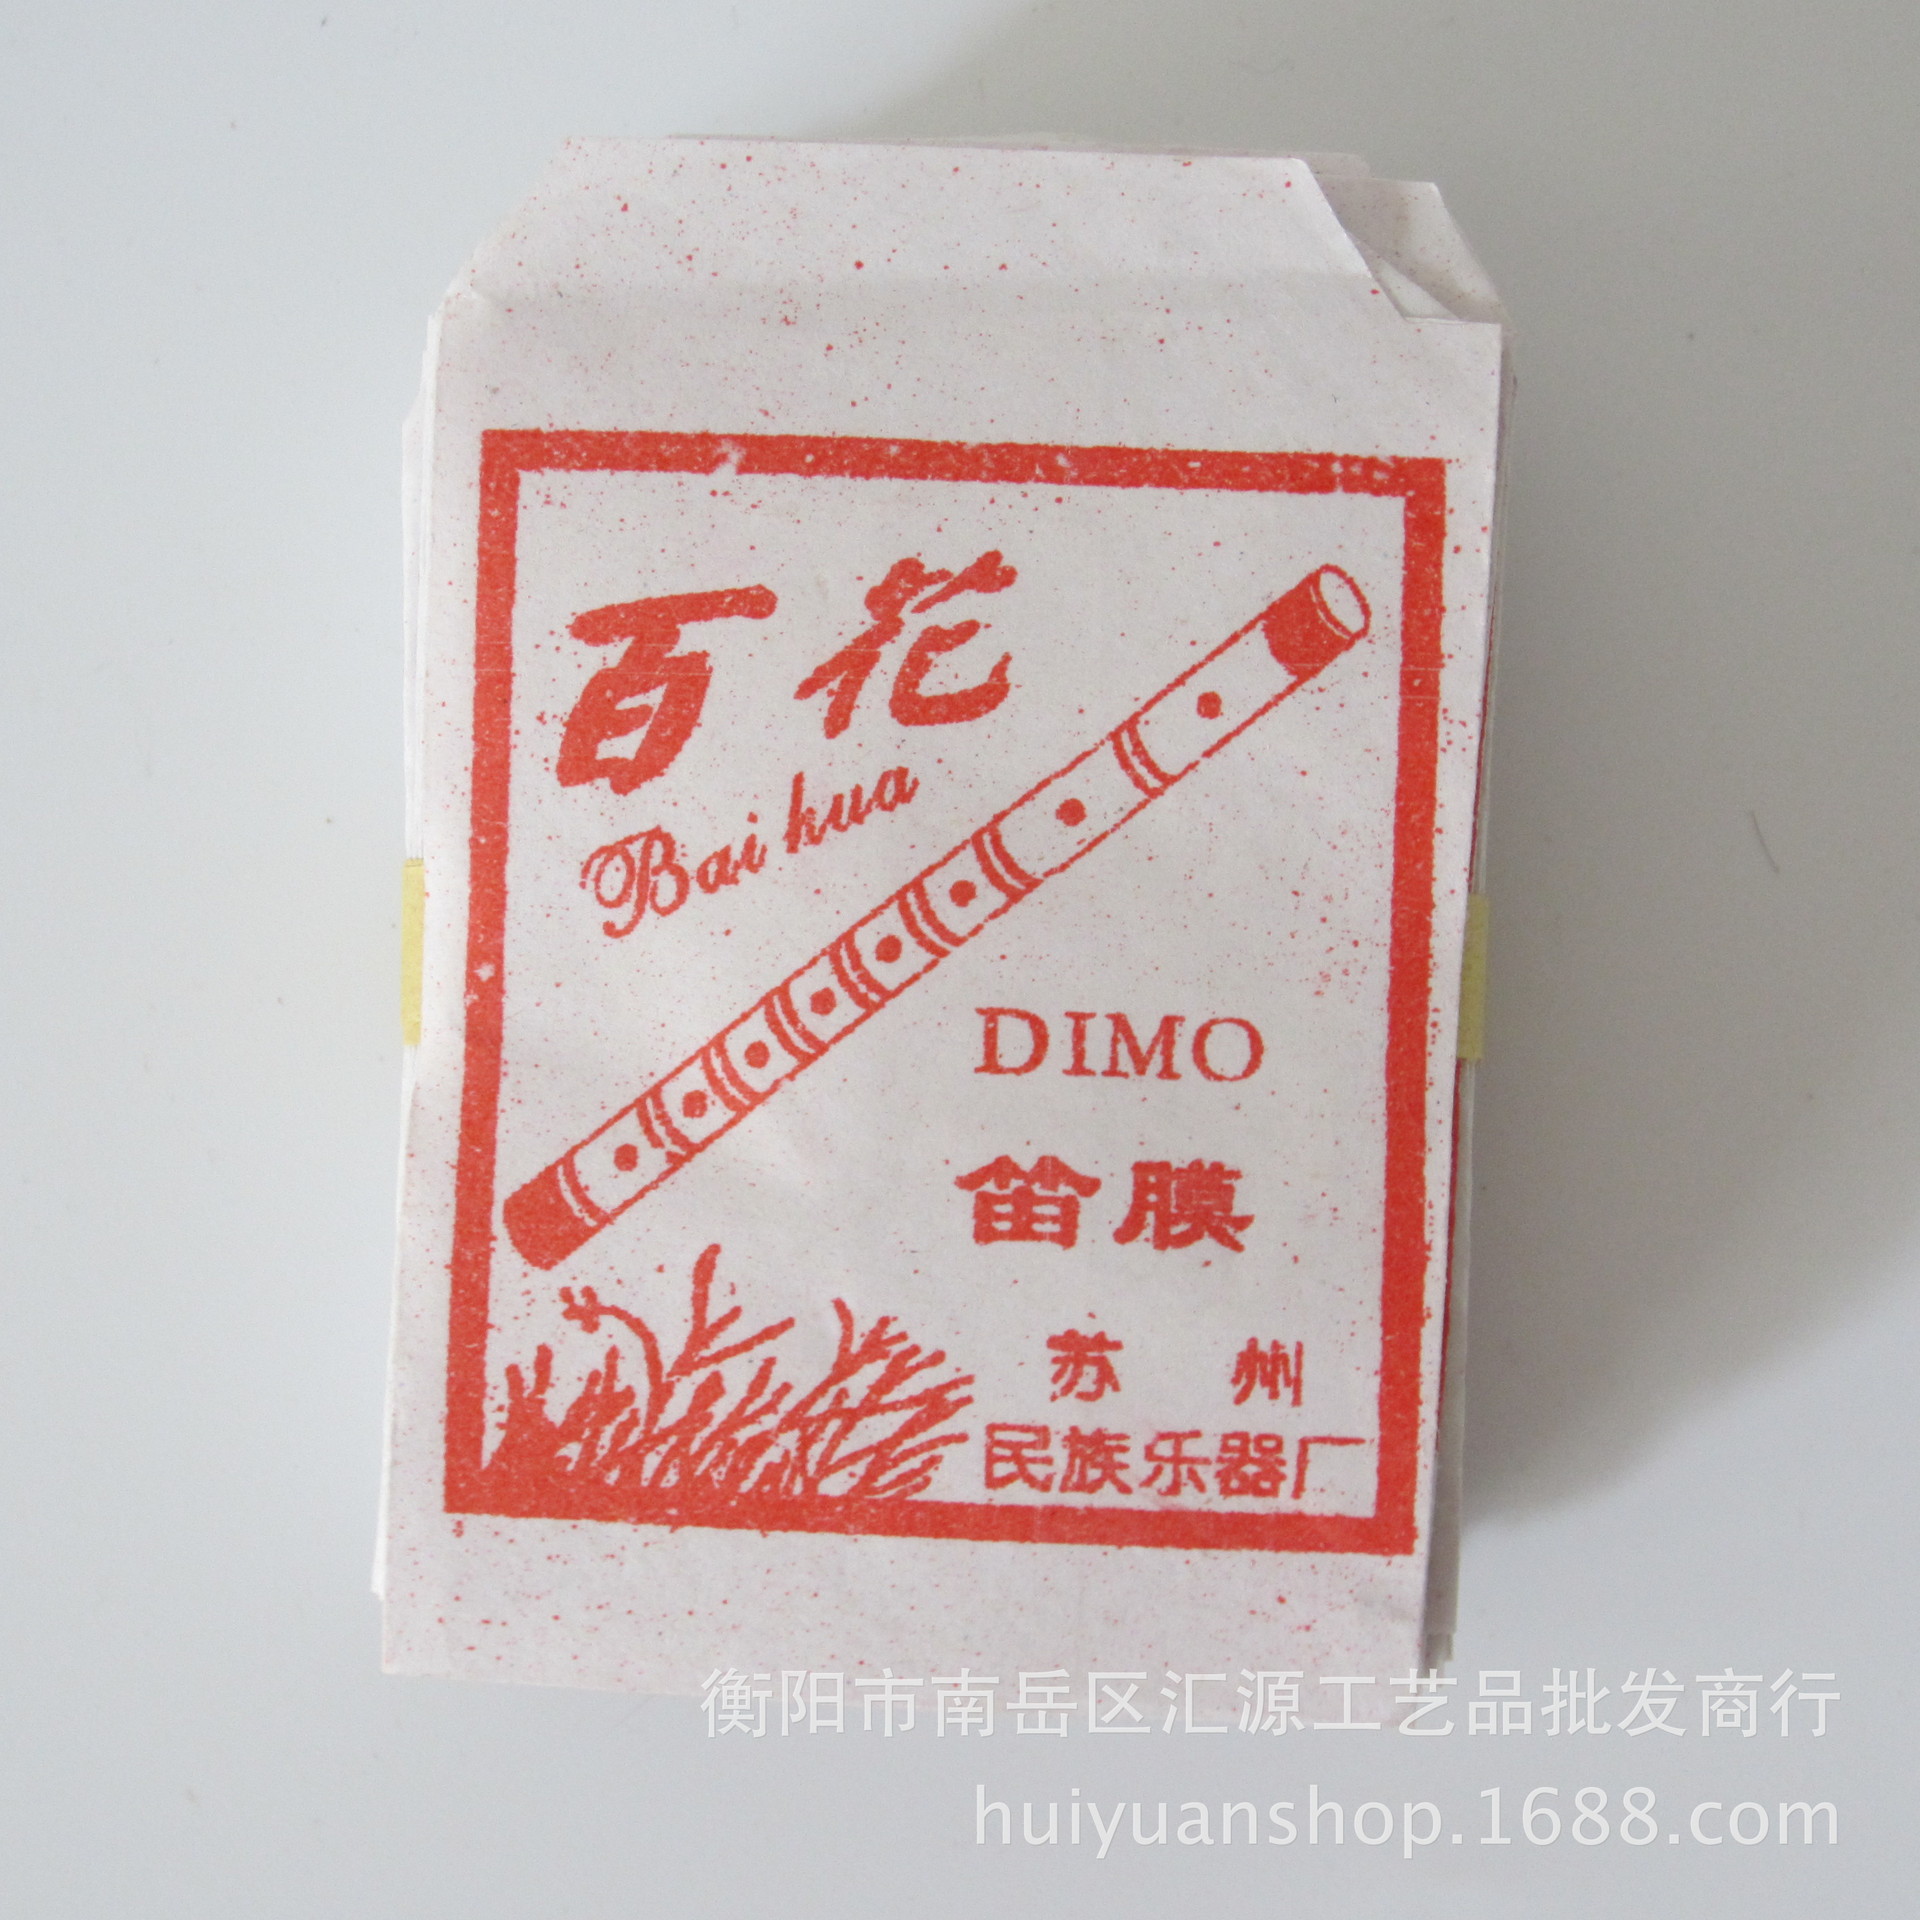 百花
Bai hua
DIMO
笛膜
苏州
民族乐器厂
衡阳市南岳区汇源工艺品批发商行
huiyuanshop.1688.com